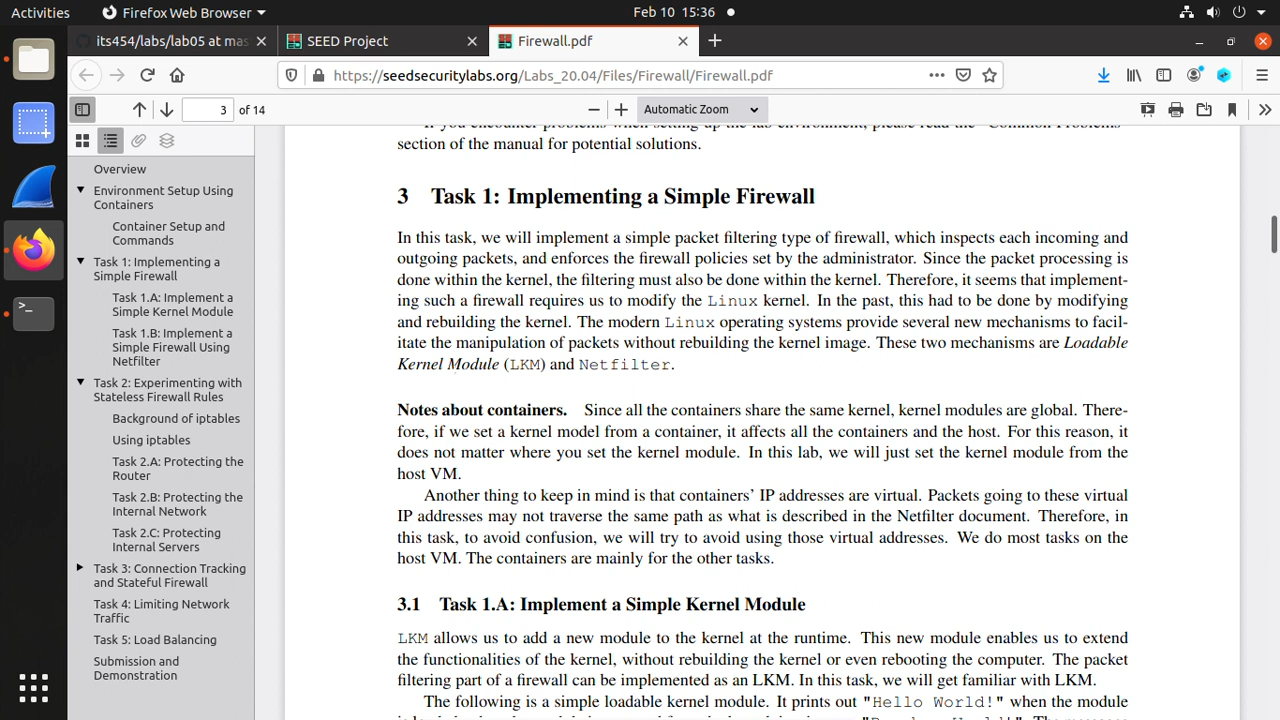 Activities
Firefox Web Browser
Feb 10 15:36
its454/labs/lab05 at mas
SEED Project
Firewall.pdf
https://seedsecuritylabs.org/Labs_20.04/Files/Firewall/Firewall.pdf
3 of 14
Automatic Zoom
Overview
Environment Setup Using
Containers
Container Setup and
Commands
Task 1: Implementing a
Simple Firewall
Task 1.A: Implement a
Simple Kernel Module
Task 1.B: Implement a
Simple Firewall Using
Netfilter
Task 2: Experimenting with
Stateless Firewall Rules
Background of iptables
Using iptables
Task 2.A: Protecting the
Router
Task 2.B: Protecting the
Internal Network
Task 2.C: Protecting
Internal Servers
Task 3: Connection Tracking
and Stateful Firewall
Task 4: Limiting Network
Traffic
Task 5: Load Balancing
Submission and
Demonstration
If you encounter problems when setting up the lab environment, please read the "Common Problems"
section of the manual for potential solutions.
3 Task 1: Implementing a Simple Firewall
In this task, we will implement a simple packet filtering type of firewall, which inspects each incoming and
outgoing packets, and enforces the firewall policies set by the administrator. Since the packet processing is
done within the kernel, the filtering must also be done within the kernel. Therefore, it seems that implement-
ing such a firewall requires us to modify the Linux kernel. In the past, this had to be done by modifying
and rebuilding the kernel. The modern Linux operating systems provide several new mechanisms to facil-
itate the manipulation of packets without rebuilding the kernel image. These two mechanisms are Loadable
Kernel Module (LKM) and Netfilter.
Notes about containers. Since all the containers share the same kernel, kernel modules are global. There-
fore, if we set a kernel model from a container, it affects all the containers and the host. For this reason, it
does not matter where you set the kernel module. In this lab, we will just set the kernel module from the
host VM.
Another thing to keep in mind is that containers' IP addresses are virtual. Packets going to these virtual
IP addresses may not traverse the same path as what is described in the Netfilter document. Therefore, in
this task, to avoid confusion, we will try to avoid using those virtual addresses. We do most tasks on the
host VM. The containers are mainly for the other tasks.
3.1 Task 1.A: Implement a Simple Kernel Module
LKM allows us to add a new module to the kernel at the runtime. This new module enables us to extend
the functionalities of the kernel, without rebuilding the kernel or even rebooting the computer. The packet
filtering part of a firewall can be implemented as an LKM. In this task, we will get familiar with LKM.
The following is a simple loadable kernel module. It prints out "Hello World!" when the module